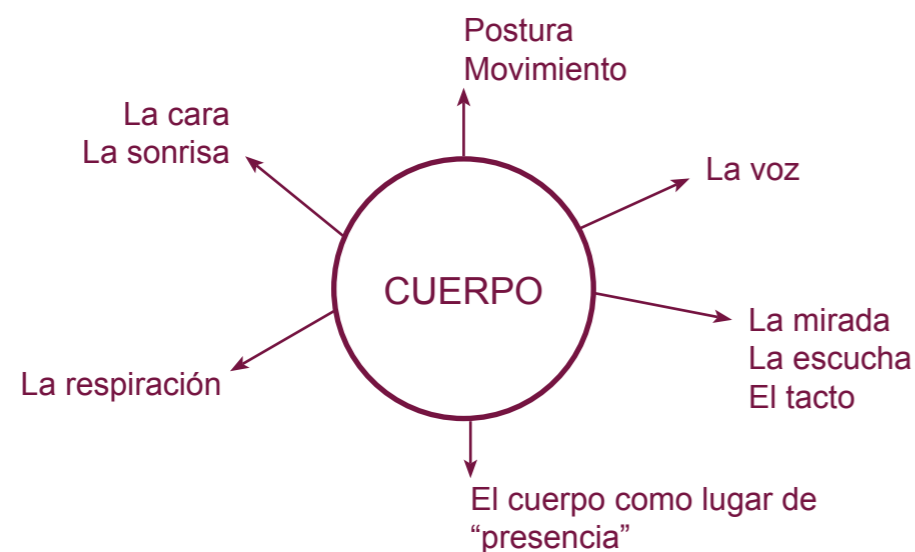 Postura
Movimiento
La cara
La sonrisa
La voz
CUERPO
La mirada
La escucha
El tacto
La respiración
El cuerpo como lugar de
“presencia”